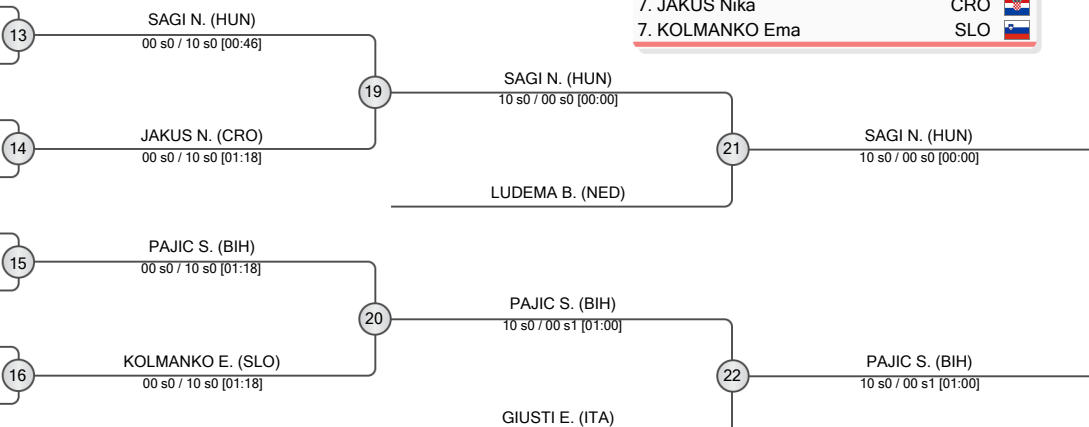 7. JAKUS Nika CRO
7. KOLMANKO Ema SLO
SAGI N. (HUN)
13
00 s0 / 10 s0 [00:46]
SAGI N. (HUN)
19
10 s0 / 00 s0 [00:00]
JAKUS N. (CRO)
14
00 s0 / 10 s0 [01:18]
SAGI N. (HUN)
21
10 s0 / 00 s0 [00:00]
LUDEMA B. (NED)
PAJIC S. (BIH)
15
00 s0 / 10 s0 [01:18]
PAJIC S. (BIH)
20
10 s0 / 00 s1 [01:00]
KOLMANKO E. (SLO)
16
00 s0 / 10 s0 [01:18]
PAJIC S. (BIH)
22
10 s0 / 00 s1 [01:00]
GIUSTI E. (ITA)